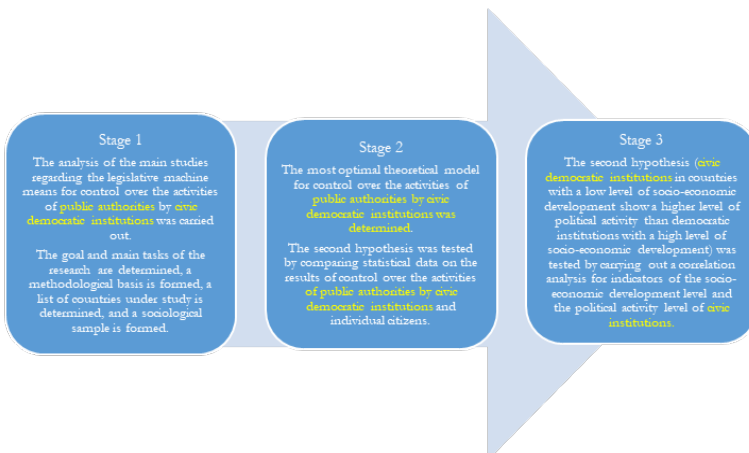 Stage 1
The analysis of the main studies
regarding the legislative machine
means for control over the activities
of public authorities by civic
democratic institutions was carried
out.
The goal and main tasks of the
research are determined, a
methodological basis is formed, a
list of countries under study is
determined, and a sociological
sample is formed.
Stage 2
The most optimal theoretical model
for control over the activities of
public authorities by civic
democratic institutions was
determined.
The second hypothesis was tested
by comparing statistical data on the
results of control over the activities
of public authorities by civic
democratic institutions and
individual citizens.
Stage 3
The second hypothesis (civic
democratic institutions in countries
with a low level of socio-economic
development show a higher level of
political activity than democratic
institutions with a high level of
socio-economic development) was
tested by carrying out a correlation
analysis for indicators of the socio-
economic development level and
the political activity level of civic
institutions.